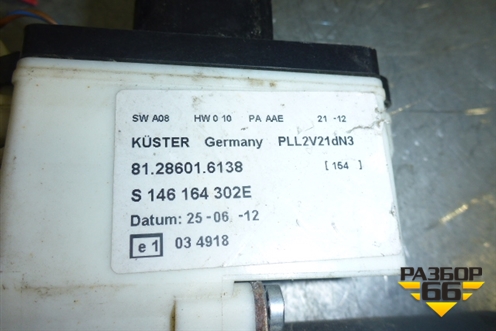 SW A08 HW 0 10 PA AAE 21 -12
KÜSTER Germany PLL2V21dN3
81.28601.6138 [ 154 ]
S 146 164 302E
Datum: 25-06 -12
e 1 03 4918
РАЗБОР
66